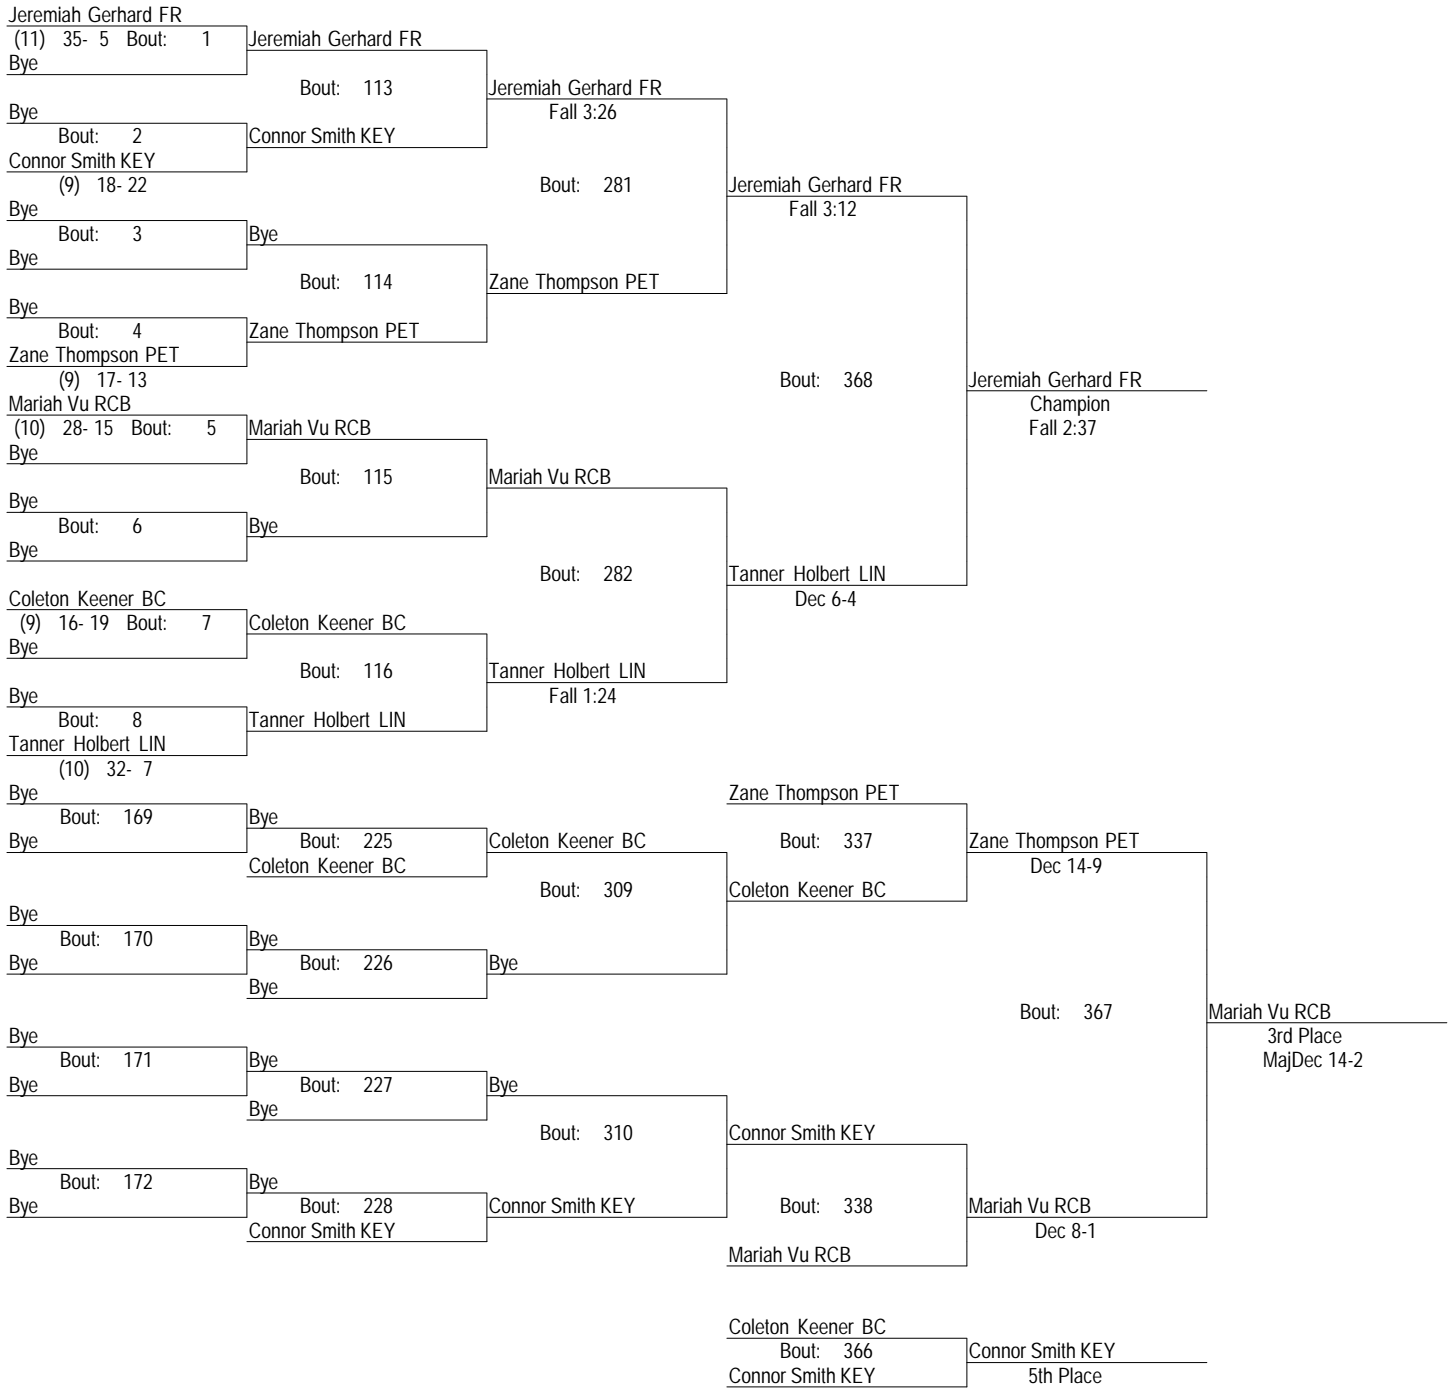 Jeremiah Gerhard FR
(11) 35- 5 Bout: 1
Jeremiah Gerhard FR
Bye
Bout: 113
Jeremiah Gerhard FR
Bye
Fall 3:26
Bout: 2
Connor Smith KEY
Connor Smith KEY
(9) 18- 22
Bout: 281
Jeremiah Gerhard FR
Bye
Fall 3:12
Bout: 3
Bye
Bye
Bout: 114
Zane Thompson PET
Bye
Bout: 4
Zane Thompson PET
Zane Thompson PET
(9) 17- 13
Bout: 368
Jeremiah Gerhard FR
Mariah Vu RCB
Champion
(10) 28- 15 Bout: 5
Mariah Vu RCB
Fall 2:37
Bye
Bout: 115
Mariah Vu RCB
Bye
Bout: 6
Bye
Bye
Bout: 282
Tanner Holbert LIN
Coleton Keener BC
Dec 6-4
(9) 16- 19 Bout: 7
Coleton Keener BC
Bye
Bout: 116
Tanner Holbert LIN
Bye
Fall 1:24
Bout: 8
Tanner Holbert LIN
Tanner Holbert LIN
(10) 32- 7
Bye
Zane Thompson PET
Bout: 169
Bye
Bye
Bout: 225
Coleton Keener BC
Bout: 337
Zane Thompson PET
Coleton Keener BC
Dec 14-9
Bout: 309
Coleton Keener BC
Bye
Bout: 170
Bye
Bye
Bout: 226
Bye
Bye
Bout: 367
Mariah Vu RCB
Bye
3rd Place
Bout: 171
Bye
MajDec 14-2
Bye
Bout: 227
Bye
Bye
Bout: 310
Connor Smith KEY
Bye
Bout: 172
Bye
Bye
Bout: 228
Connor Smith KEY
Bout: 338
Mariah Vu RCB
Connor Smith KEY
Dec 8-1
Mariah Vu RCB
Coleton Keener BC
Bout: 366
Connor Smith KEY
Connor Smith KEY
5th Place